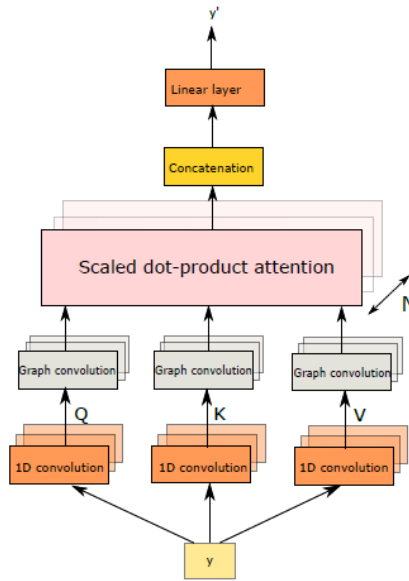 y'
Linear layer
Concatenation
Scaled dot-product attention
N
Graph convolution
Graph convolution
Graph convolution
Q
K
V
1D convolution
1D convolution
1D convolution
y